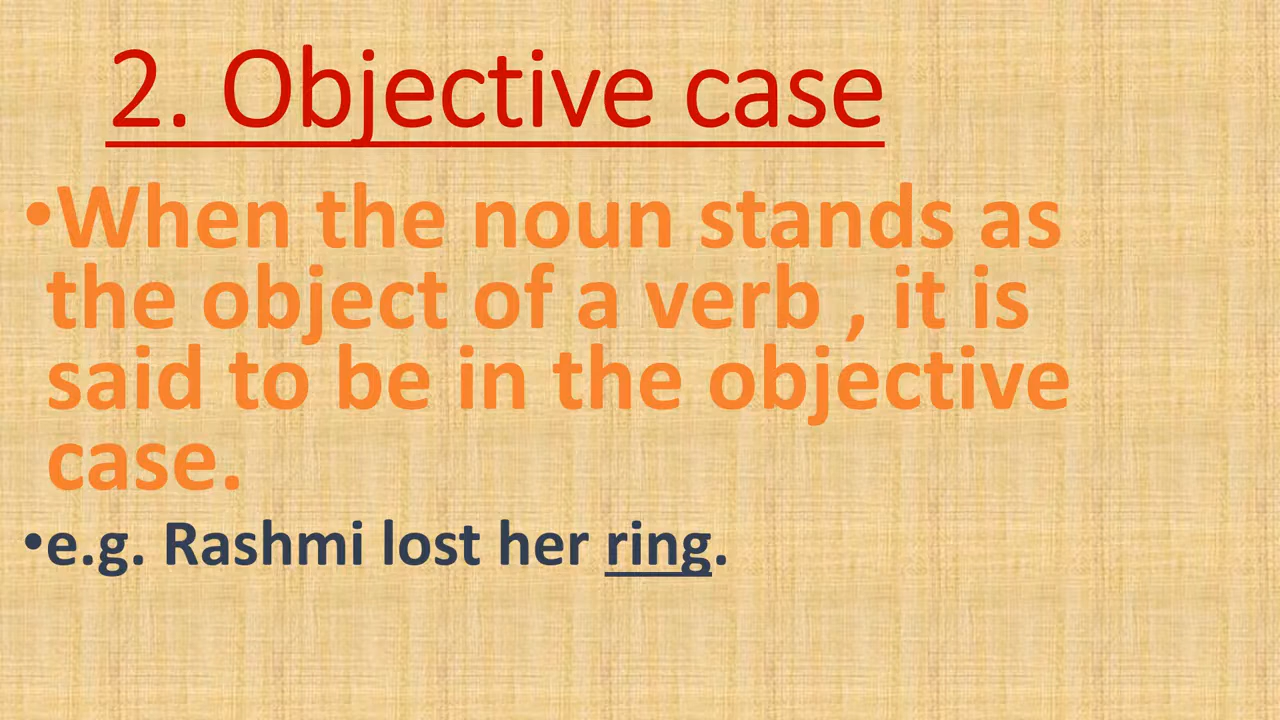 2. Objective case
•When the noun stands as
the object of a verb , it is
said to be in the objective
case.
•e.g. Rashmi lost her ring.